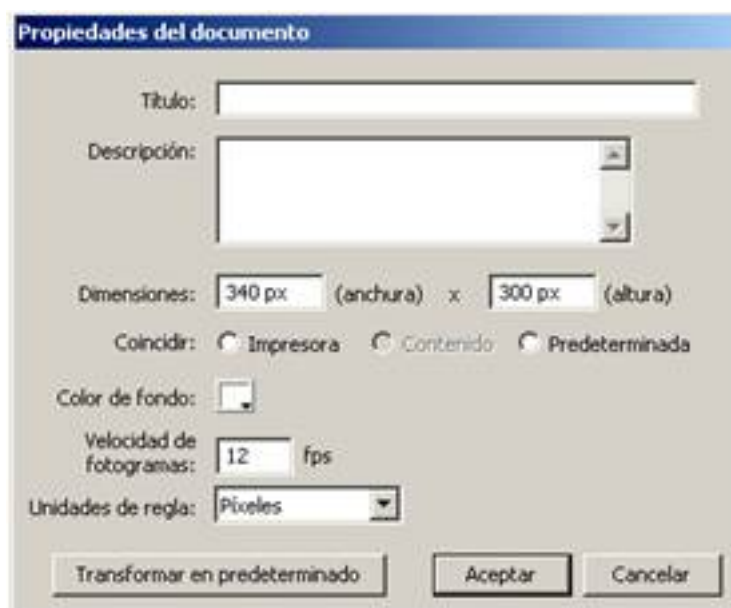 Propiedades del documento
Título:
Descripción:
Dimensiones: 340 px (anchura) x 300 px (altura)
Coincidir: Impresora Contenido Predeterminada
Color de fondo:
Velocidad de
fotogramas: 12 fps
Unidades de regla: Píxeles
Transformar en predeterminado Aceptar Cancelar